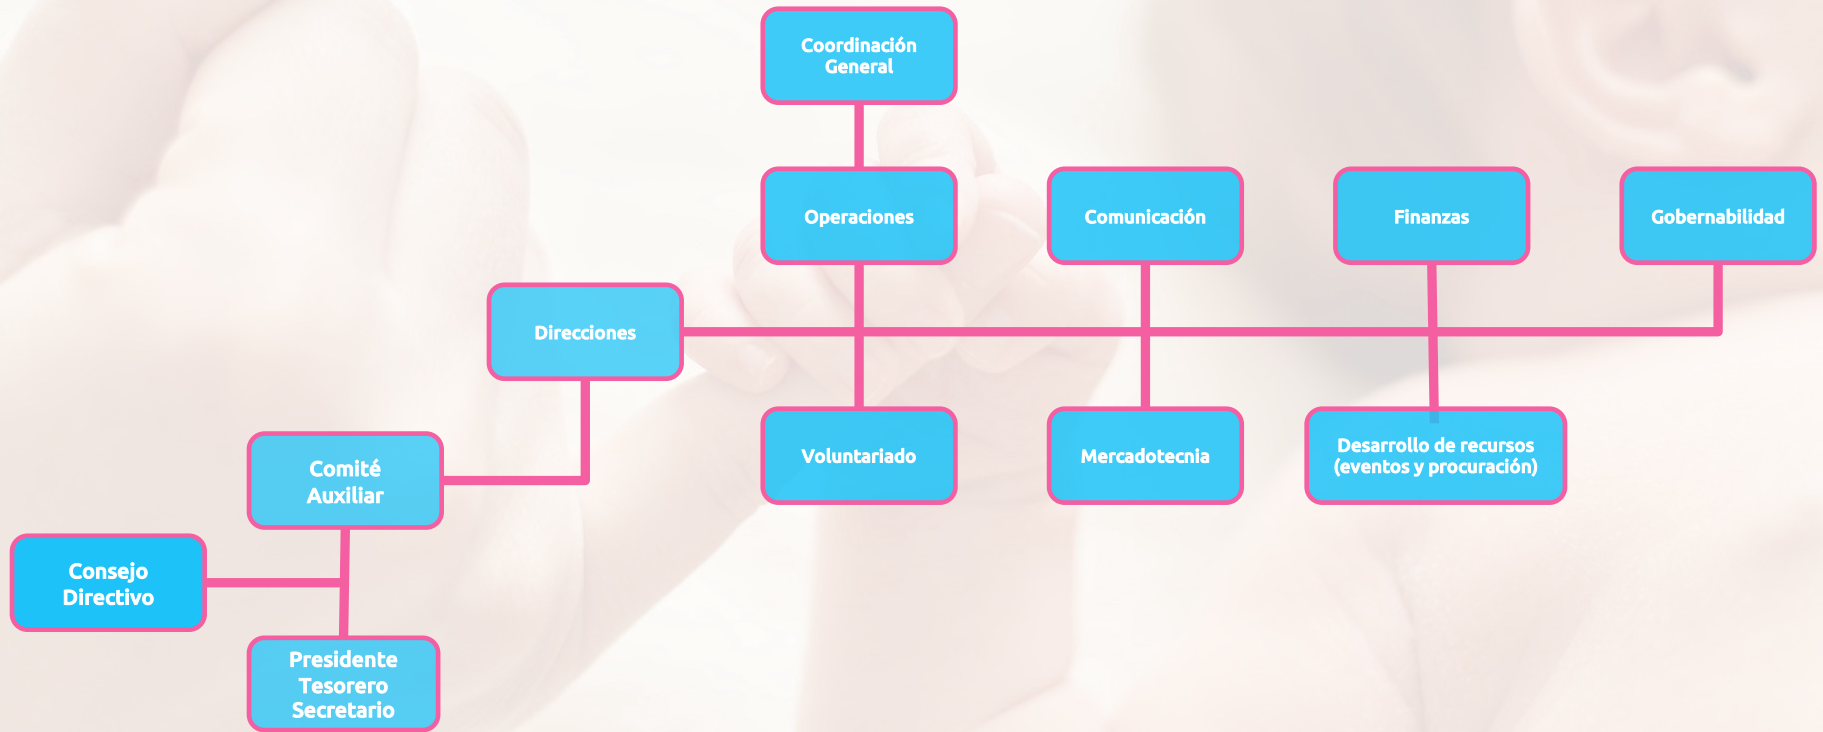 Coordinación
General
Operaciones
Comunicación
Finanzas
Gobernabilidad
Direcciones
Voluntariado
Mercadotecnia
Desarrollo de recursos
(eventos y procuración)
Comité
Auxiliar
Consejo
Directivo
Presidente
Tesorero
Secretario